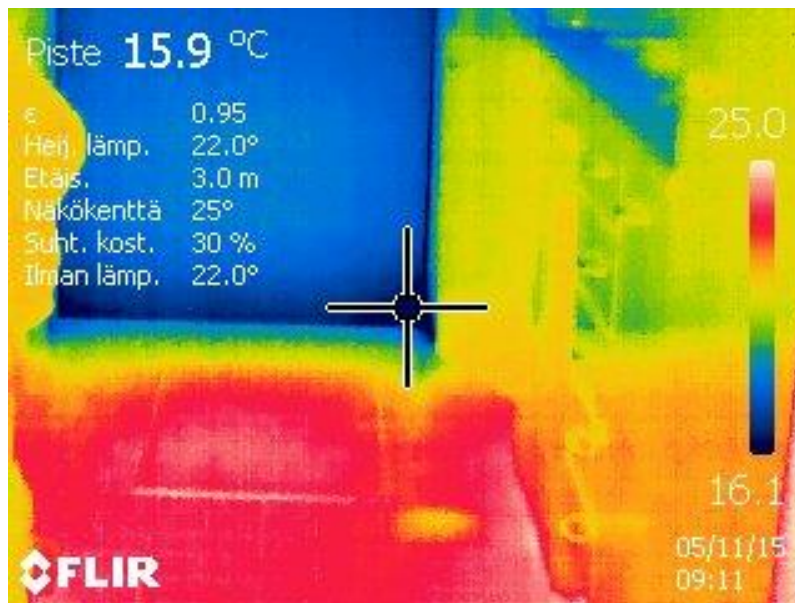 Piste 15.9 °C
ε 0.95
Heij. lämp. 22.0°
Etäis. 3.0 m
Näkökenttä 25°
Suht. kost. 30 %
Ilman lämp. 22.0°
25.0
16.1
05/11/15
09:11
FLIR